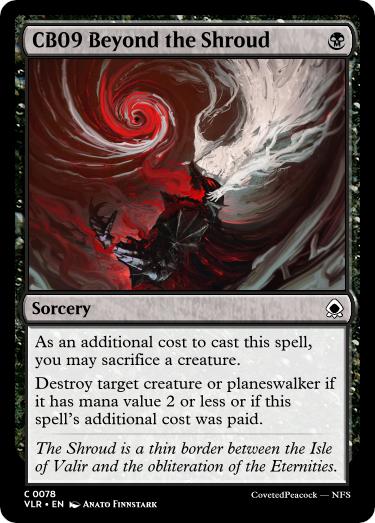 CB09 Beyond the Shroud
Sorcery
As an additional cost to cast this spell,
you may sacrifice a creature.
Destroy target creature or planeswalker if
it has mana value 2 or less or if this
spell's additional cost was paid.
The Shroud is a thin border between the Isle
of Valir and the obliteration of the Eternities.
C 0078
VLR • EN Anato Finnstark
CovetedPeacock — NFS